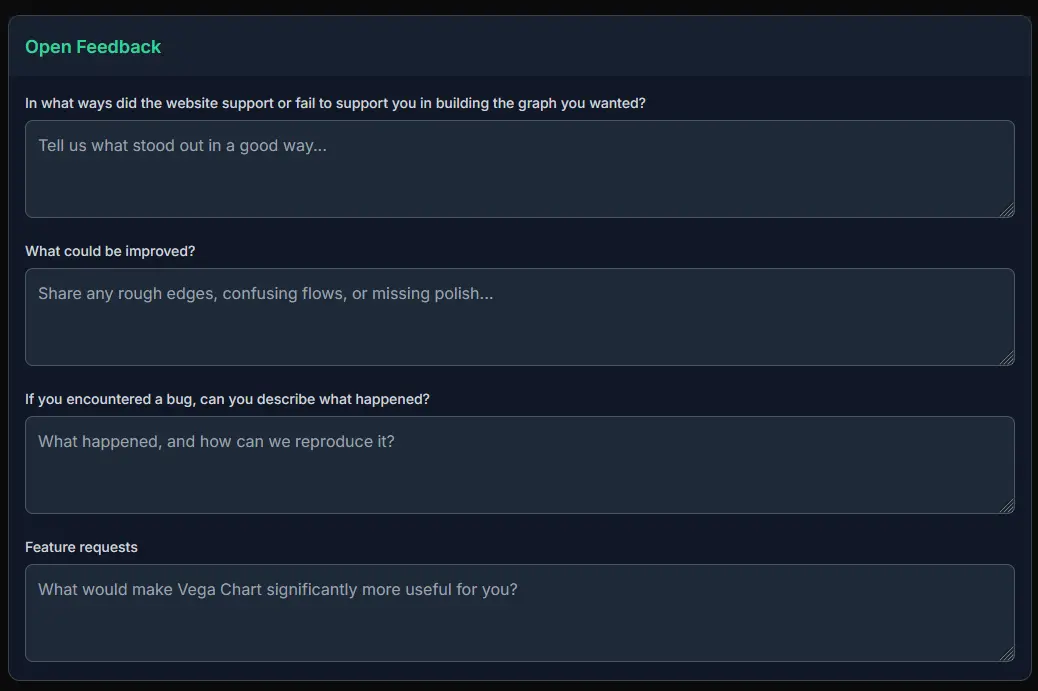 Open Feedback
In what ways did the website support or fail to support you in building the graph you wanted?
Tell us what stood out in a good way...
What could be improved?
Share any rough edges, confusing flows, or missing polish...
If you encountered a bug, can you describe what happened?
What happened, and how can we reproduce it?
Feature requests
What would make Vega Chart significantly more useful for you?